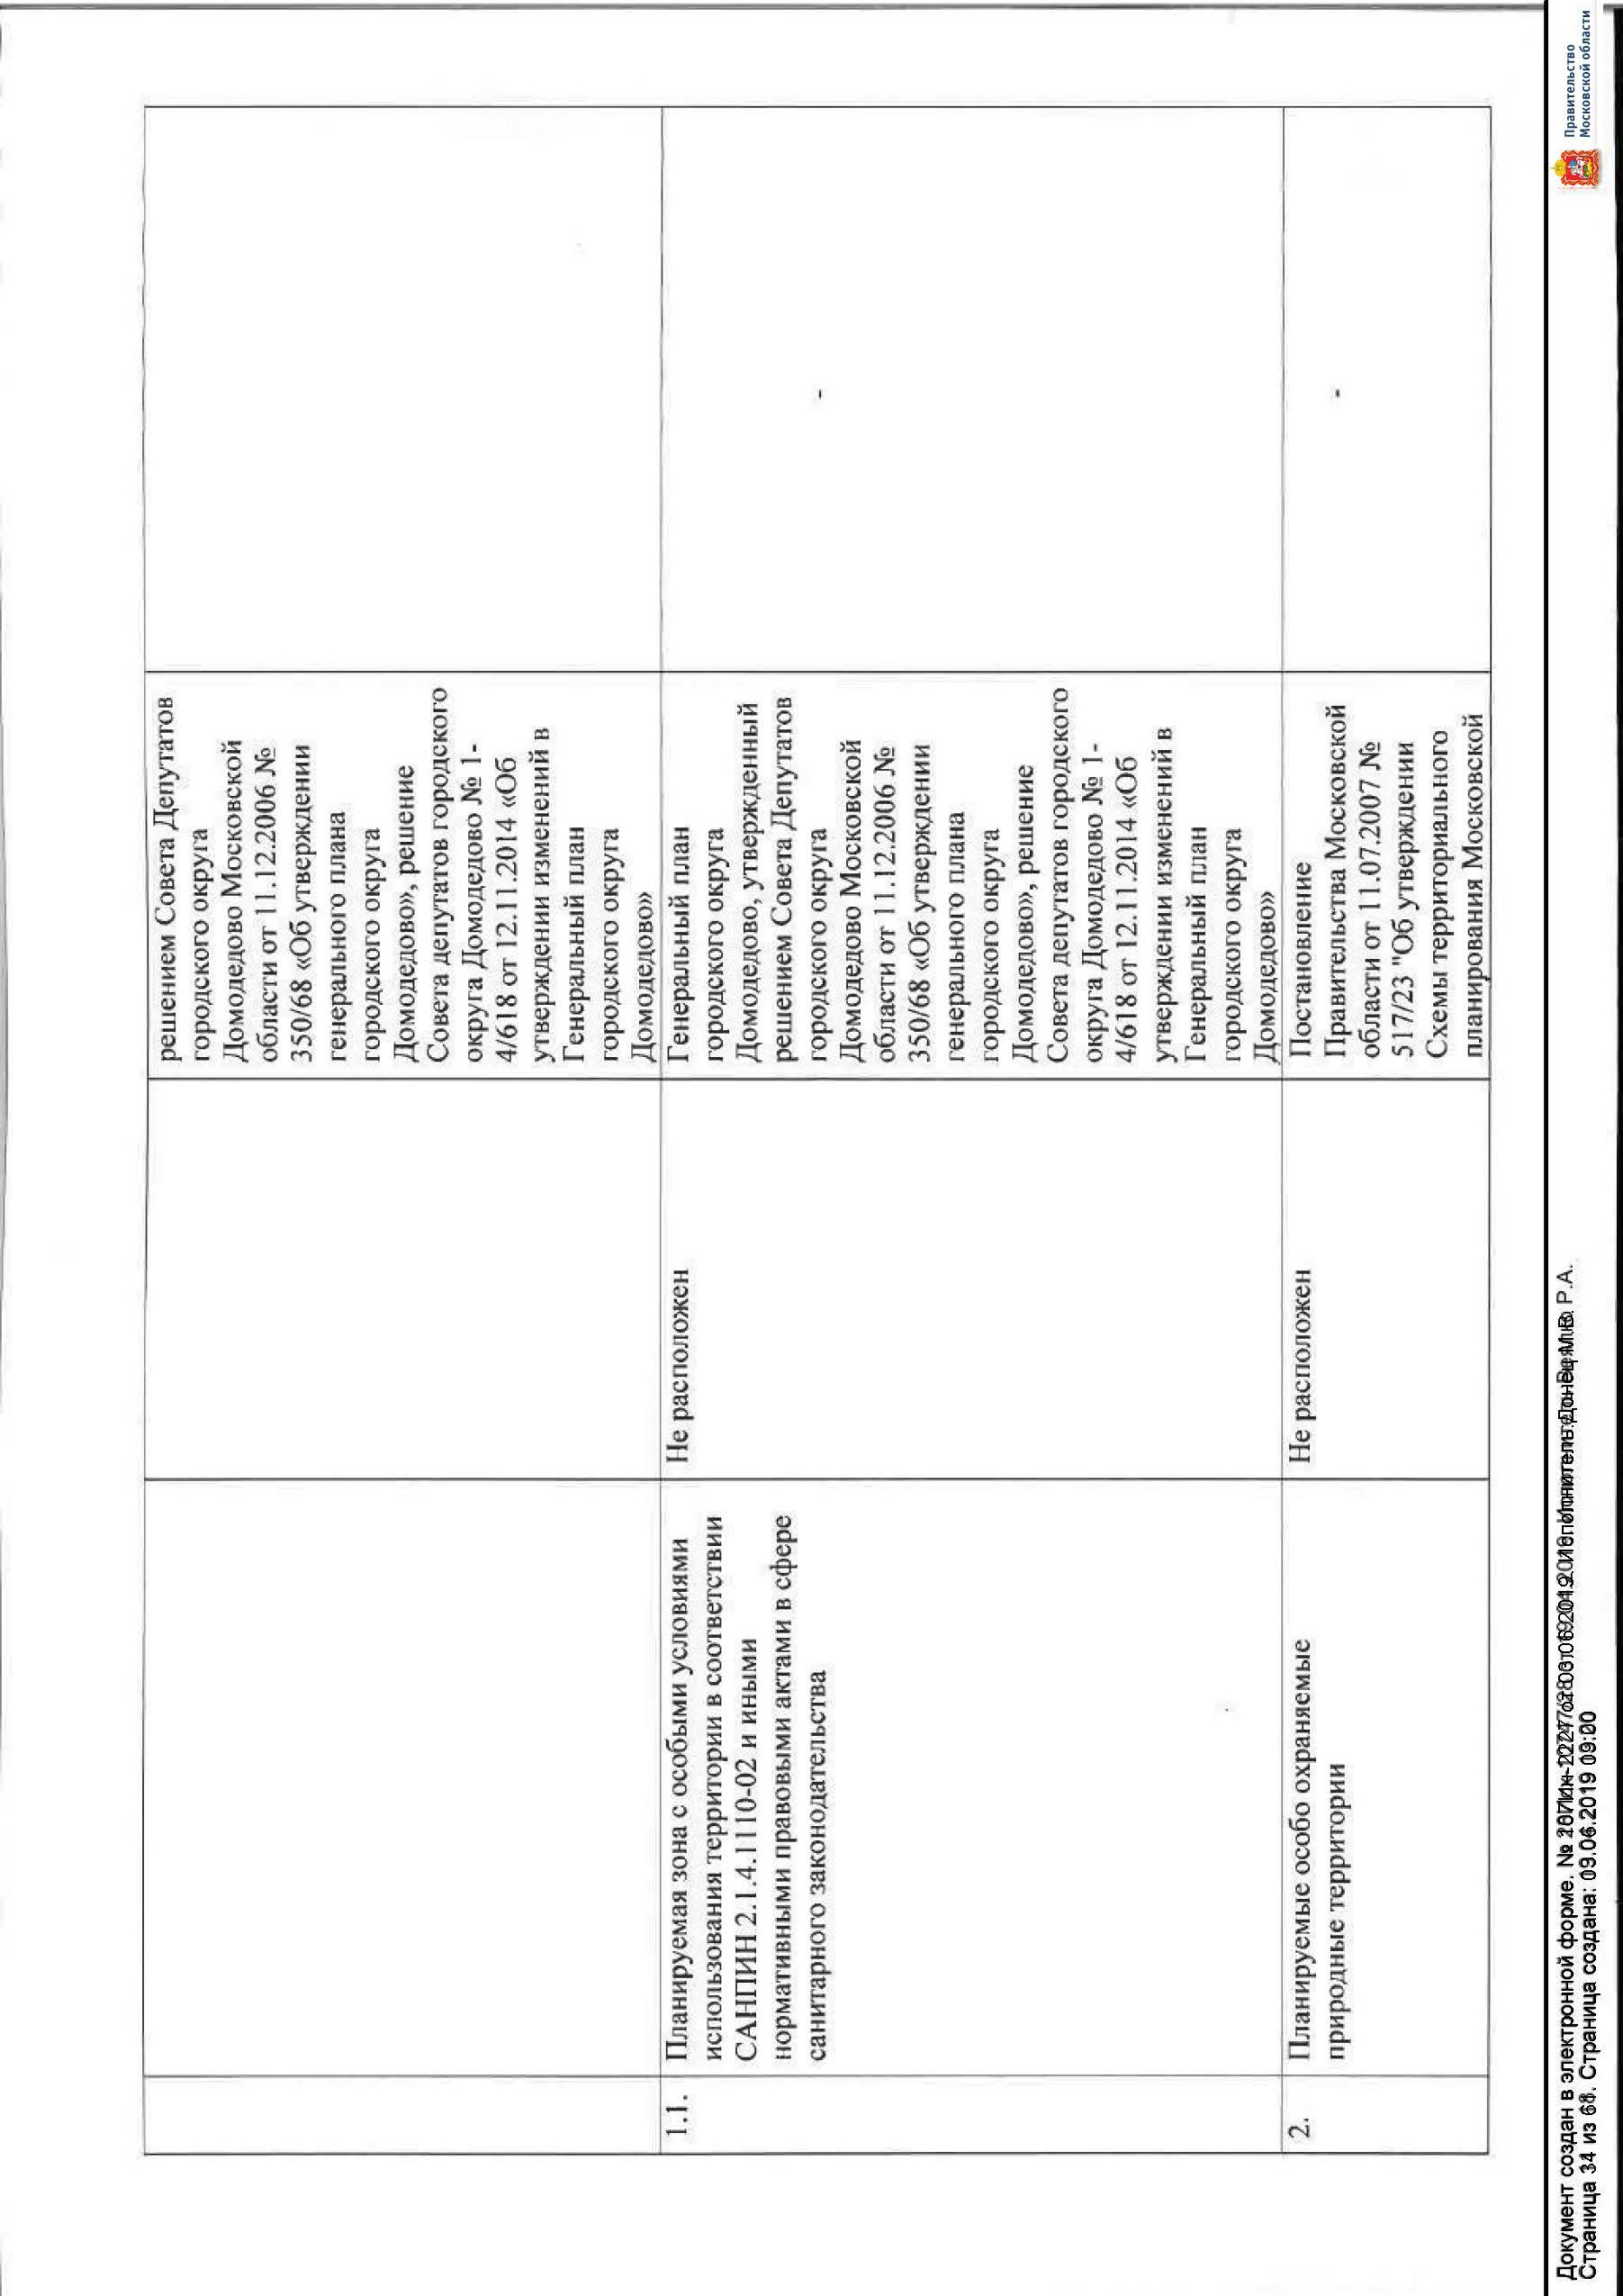 решением Совета Депутатов
городского округа
Домодедово Московской
области от 11.12.2006 №
350/68 «Об утверждении
генерального плана
городского округа
Домодедово», решение
Совета депутатов городского
округа Домодедово № 1-
4/618 от 12.11.2014 «Об
утверждении изменений в
Генеральный план
городского округа
Домодедово»
1.1.
Планируемая зона с особыми условиями
использования территории в соответствии
САНПИН 2.1.4.1110-02 и иными
нормативными правовыми актами в сфере
санитарного законодательства
Не расположен
Генеральный план
городского округа
Домодедово, утвержденный
решением Совета Депутатов
городского округа
Домодедово Московской
области от 11.12.2006 №
350/68 «Об утверждении
генерального плана
городского округа
Домодедово», решение
Совета депутатов городского
округа Домодедово № 1-
4/618 от 12.11.2014 «Об
утверждении изменений в
Генеральный план
городского округа
Домодедово»
-
2.
Планируемые особо охраняемые
природные территории
Не расположен
Постановление
Правительства Московской
области от 11.07.2007 №
517/23 "Об утверждении
Схемы территориального
планирования Московской
-
Документ создан в электронной форме. №
Страница 34 из Страница создана: 09.06.2019 09:00
Правительство
Московской области